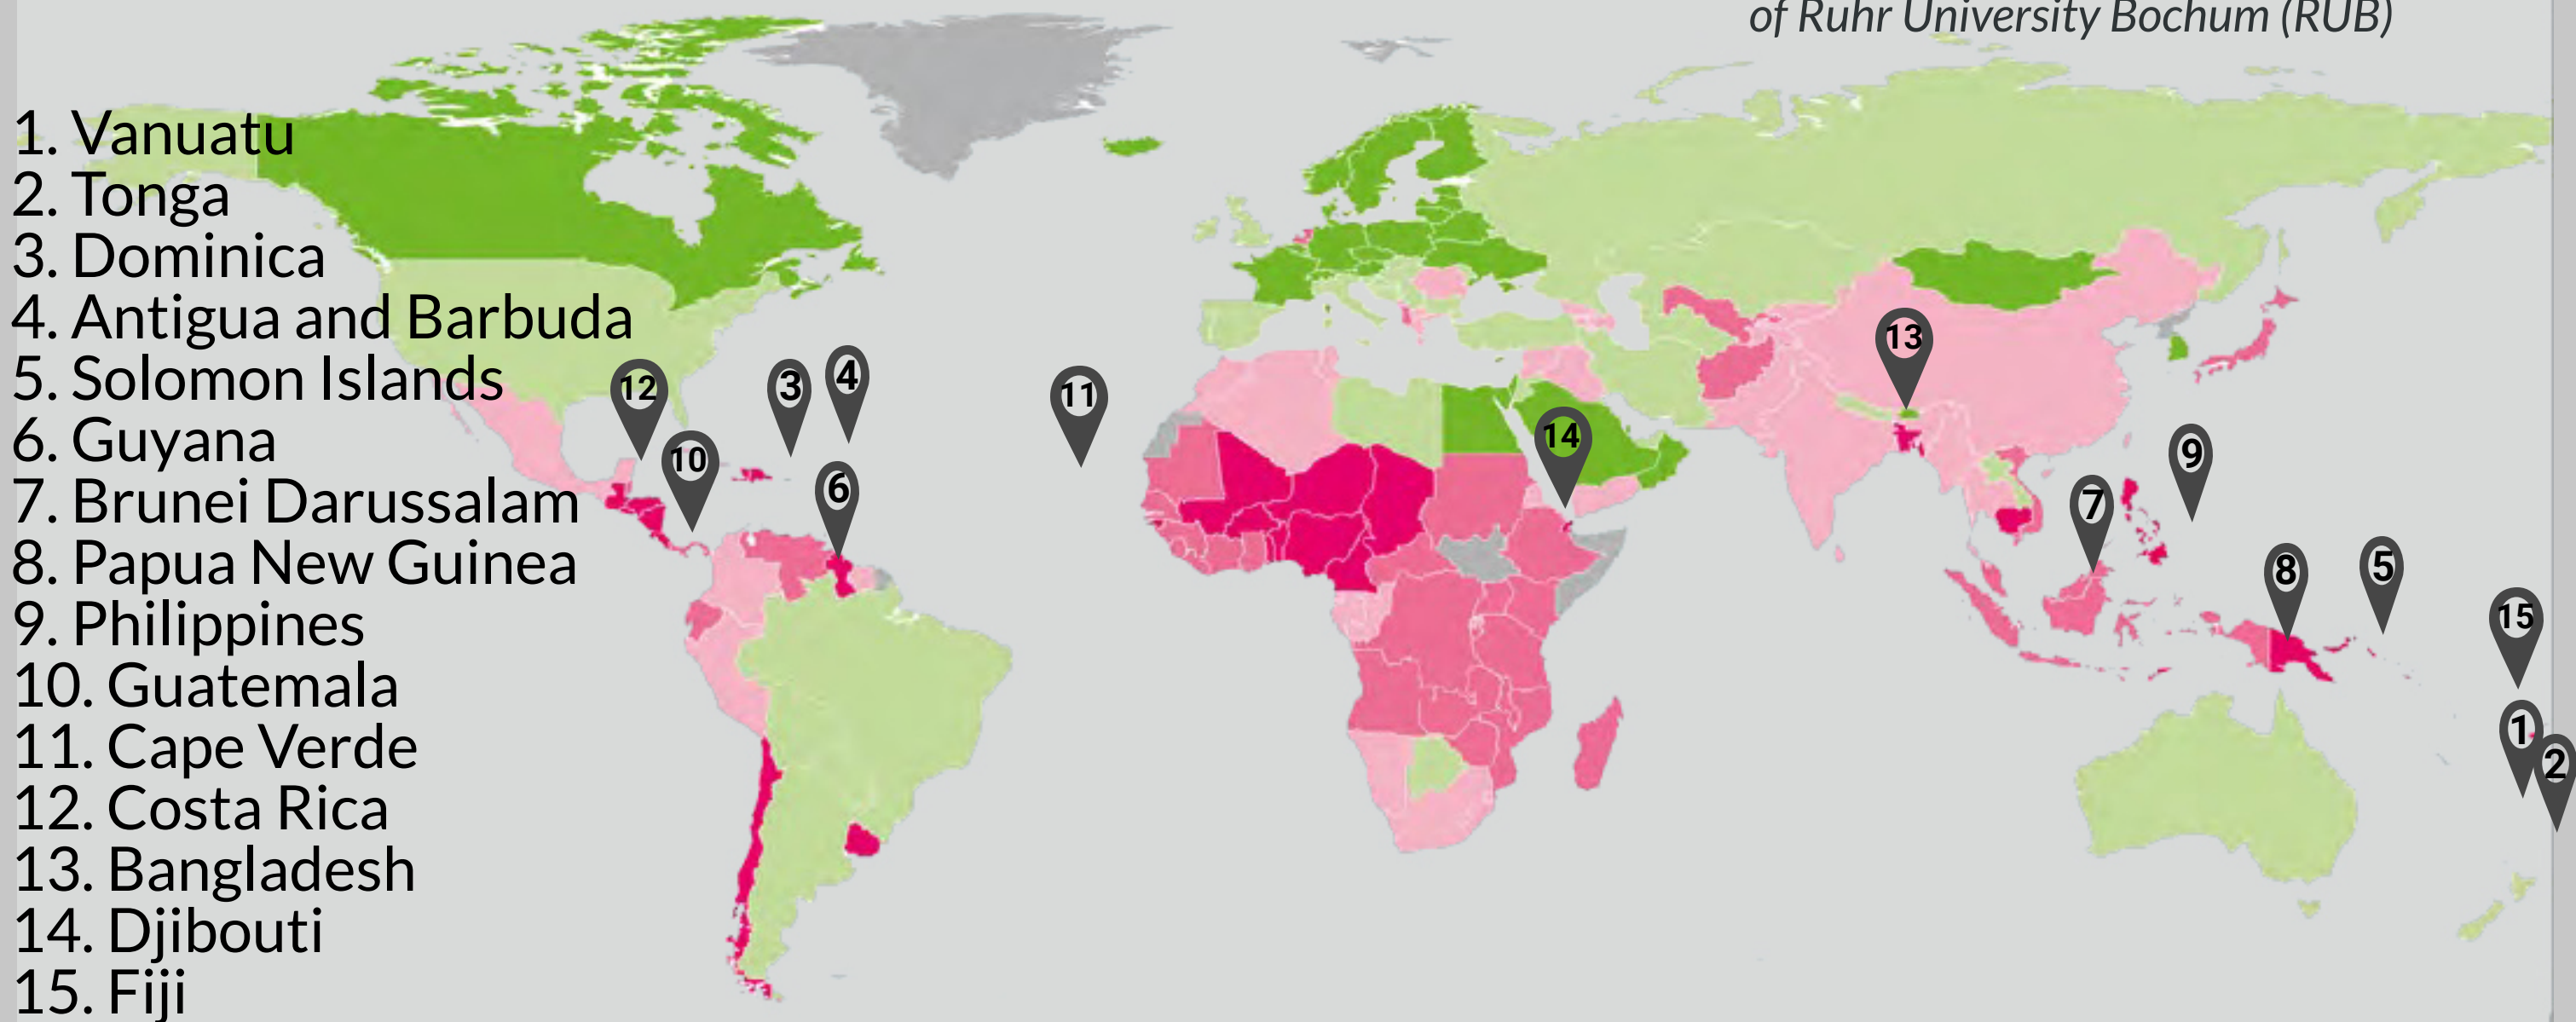 of Ruhr University Bochum (RUB)
1. Vanuatu
2. Tonga
3. Dominica
4. Antigua and Barbuda
5. Solomon Islands
6. Guyana
7. Brunei Darussalam
8. Papua New Guinea
9. Philippines
10. Guatemala
11. Cape Verde
12. Costa Rica
13. Bangladesh
14. Djibouti
15. Fiji
12
3
4
11
13
10
6
14
9
7
8
5
15
1
2